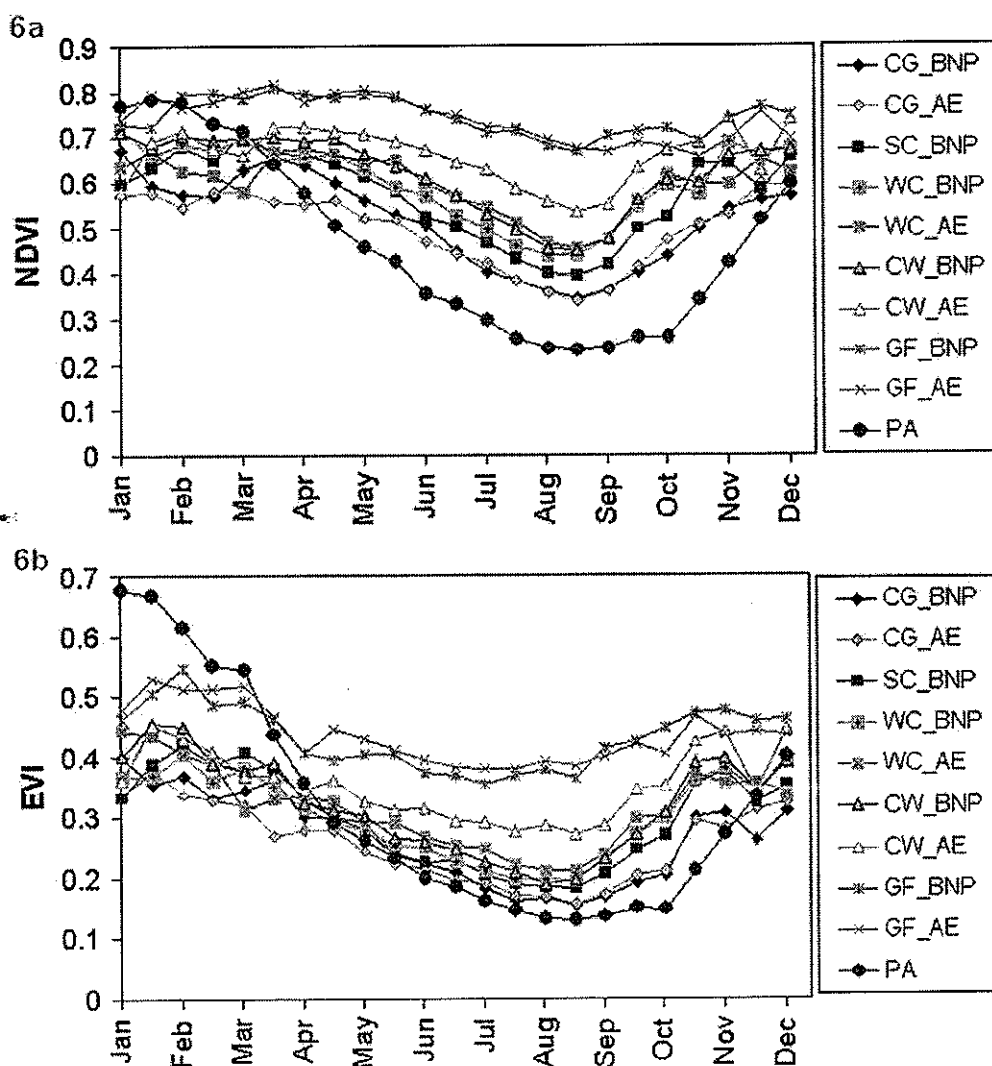 6a
0.9
0.8
0.7
0.6
0.5
0.4
0.3
0.2
0.1
0
NDVI
Jan
Feb
Mar
Apr
May
Jun
Jul
Aug
Sep
Oct
Nov
Dec
CG_BNP
CG_AE
SC_BNP
WC_BNP
WC_AE
CW_BNP
CW_AE
GF_BNP
GF_AE
PA
6b
0.7
0.6
0.5
0.4
0.3
0.2
0.1
0
EVI
Jan
Feb
Mar
Apr
May
Jun
Jul
Aug
Sep
Oct
Nov
Dec
CG_BNP
CG_AE
SC_BNP
WC_BNP
WC_AE
CW_BNP
CW_AE
GF_BNP
GF_AE
PA